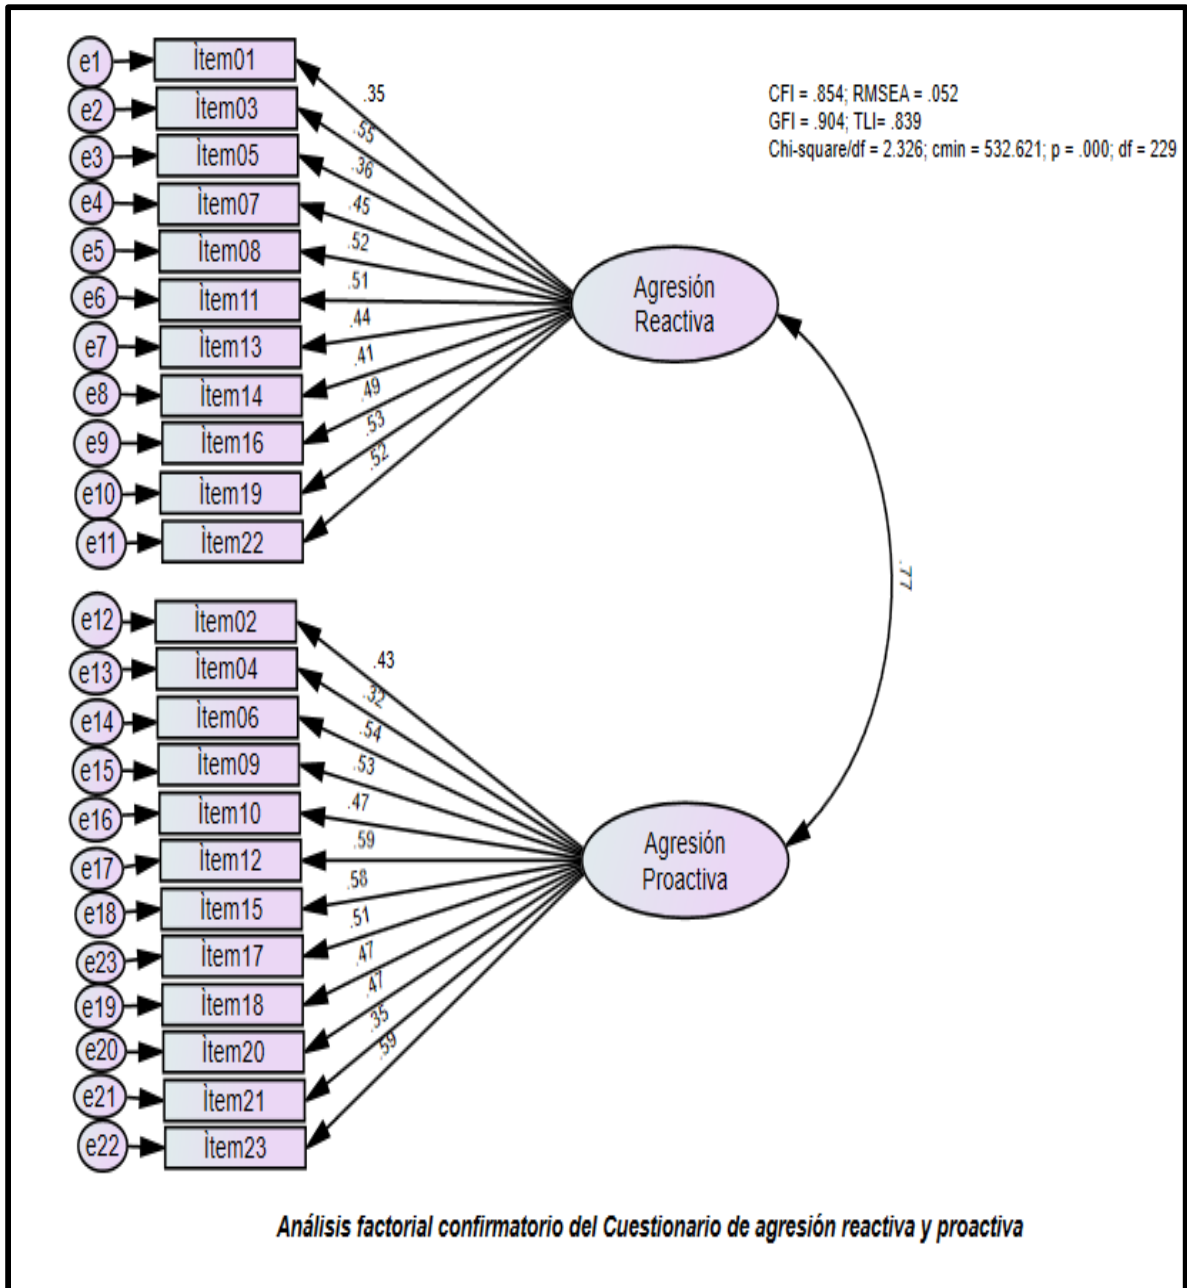 e1 Ìtem01
e2 Ìtem03
e3 Ìtem05
e4 Ìtem07
e5 Ìtem08
e6 Ìtem11
e7 Ìtem13
e8 Ìtem14
e9 Ìtem16
e10 Ìtem19
e11 Ìtem22
.35
.55
.36
.45
.52
.51
.44
.41
.49
.53
.52
CFI = .854; RMSEA = .052
GFI = .904; TLI= .839
Chi-square/df = 2.326; cmin = 532.621; p = .000; df = 229
Agresión
Reactiva
.77
e12 Ìtem02
e13 Ìtem04
e14 Ìtem06
e15 Ìtem09
e16 Ìtem10
e17 Ìtem12
e18 Ìtem15
e23 Ìtem17
e19 Ìtem18
e20 Ìtem20
e21 Ìtem21
e22 Ìtem23
.43
.32
.54
.53
.47
.59
.58
.51
.47
.47
.35
.59
Agresión
Proactiva
Análisis factorial confirmatorio del Cuestionario de agresión reactiva y proactiva